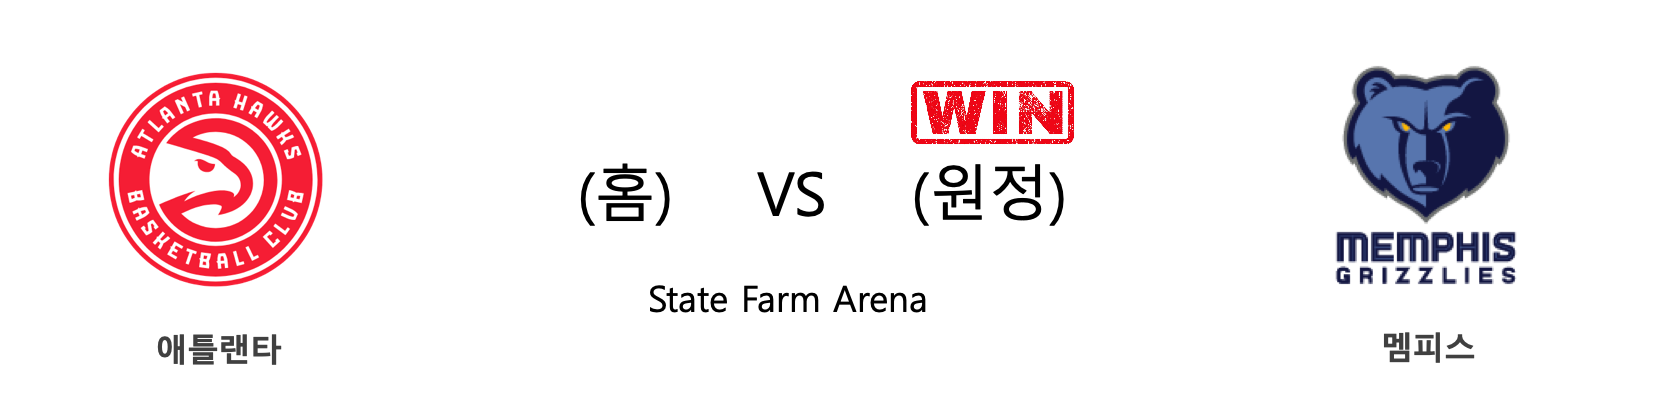 ATLANTA HAWKS
BASKETBALL CLUB
WIN
(홈) VS (원정)
MEMPHIS
GRIZZLIES
State Farm Arena
애틀랜타
멤피스